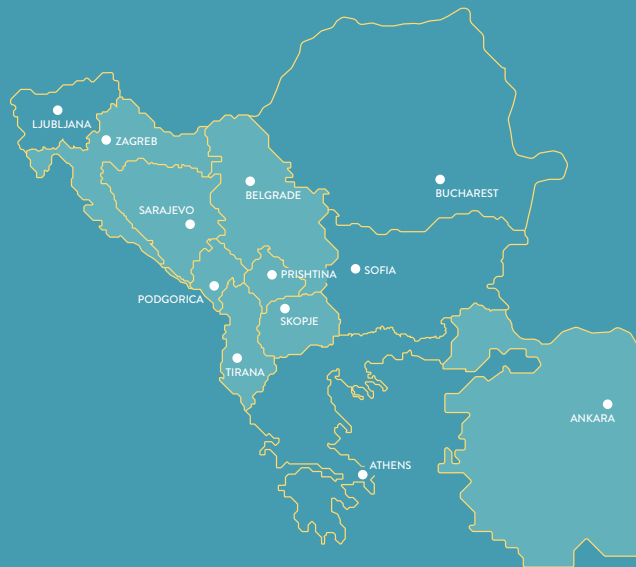 LJUBLJANA
ZAGREB
BELGRADE
BUCHAREST
SARAJEVO
PRISHTINA
SOFIA
PODGORICA
SKOPJE
TIRANA
ANKARA
ATHENS